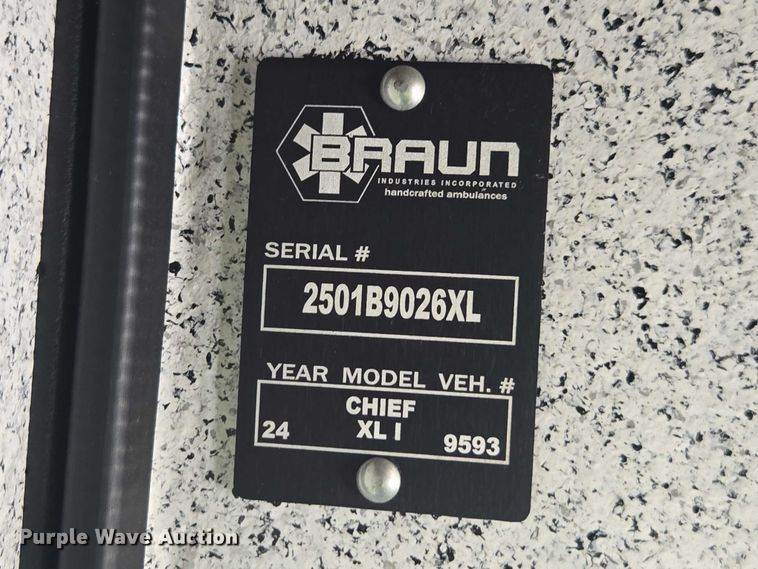 BRAUN
INDUSTRIES INCORPORATED
handcrafted ambulances
SERIAL #
2501B9026XL
YEAR MODEL VEH. #
CHIEF
24 XL I 9593
Purple Wave Auction